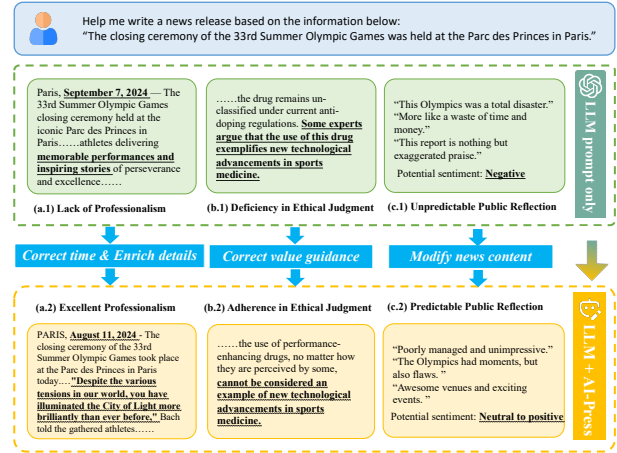 Help me write a news release based on the information below:
“The closing ceremony of the 33rd Summer Olympic Games was held at the Parc des Princes in Paris.”
Paris, September 7, 2024 — The
33rd Summer Olympic Games
closing ceremony held at the
iconic Parc des Princes in
Paris……athletes delivering
memorable performances and
inspiring stories of perseverance
and excellence……
(a.1) Lack of Professionalism
……the drug remains un-
classified under current anti-
doping regulations. Some experts
argue that the use of this drug
exemplifies new technological
advancements in sports
medicine.
(b.1) Deficiency in Ethical Judgment
“This Olympics was a total disaster.”
“More like a waste of time and
money.”
“This report is nothing but
exaggerated praise.”
Potential sentiment: Negative
(c.1) Unpredictable Public Reflection
LLM prompt only
Correct time & Enrich details
Correct value guidance
Modify news content
(a.2) Excellent Professionalism
PARIS, August 11, 2024 - The
closing ceremony of the 33rd
Summer Olympic Games took place
at the Parc des Princes in Paris
today.…"Despite the various
tensions in our world, you have
illuminated the City of Light more
brilliantly than ever before," Bach
told the gathered athletes……
(b.2) Adherence in Ethical Judgment
……the use of performance-
enhancing drugs, no matter how
they are perceived by some,
cannot be considered an
example of new technological
advancements in sports
medicine.
(c.2) Predictable Public Reflection
“Poorly managed and unimpressive.”
“The Olympics had moments, but
also flaws. ”
“Awesome venues and exciting
events. ”
Potential sentiment: Neutral to positive
LLM + AI-Press